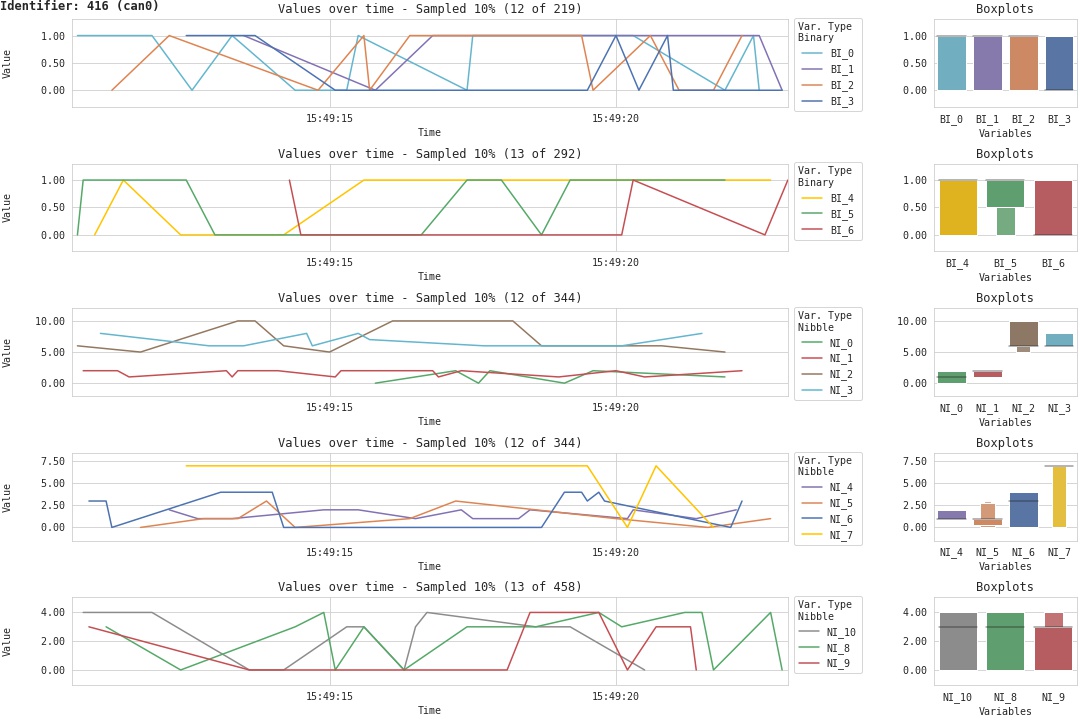 Identifier: 416 (can0)
Values over time - Sampled 10% (12 of 219)
Boxplots
Value
1.00
0.50
0.00
15:49:15
15:49:20
Time
Var. Type
Binary
BI_0
BI_1
BI_2
BI_3
1.00
0.50
0.00
BI_0 BI_1 BI_2 BI_3
Variables
Values over time - Sampled 10% (13 of 292)
Boxplots
Value
1.00
0.50
0.00
15:49:15
15:49:20
Time
Var. Type
Binary
BI_4
BI_5
BI_6
1.00
0.50
0.00
BI_4 BI_5 BI_6
Variables
Values over time - Sampled 10% (12 of 344)
Boxplots
Value
10.00
5.00
0.00
15:49:15
15:49:20
Time
Var. Type
Nibble
NI_0
NI_1
NI_2
NI_3
10.00
5.00
0.00
NI_0 NI_1 NI_2 NI_3
Variables
Values over time - Sampled 10% (12 of 344)
Boxplots
Value
7.50
5.00
2.50
0.00
15:49:15
15:49:20
Time
Var. Type
Nibble
NI_4
NI_5
NI_6
NI_7
7.50
5.00
2.50
0.00
NI_4 NI_5 NI_6 NI_7
Variables
Values over time - Sampled 10% (13 of 458)
Boxplots
Value
4.00
2.00
0.00
15:49:15
15:49:20
Time
Var. Type
Nibble
NI_10
NI_8
NI_9
4.00
2.00
0.00
NI_10 NI_8 NI_9
Variables